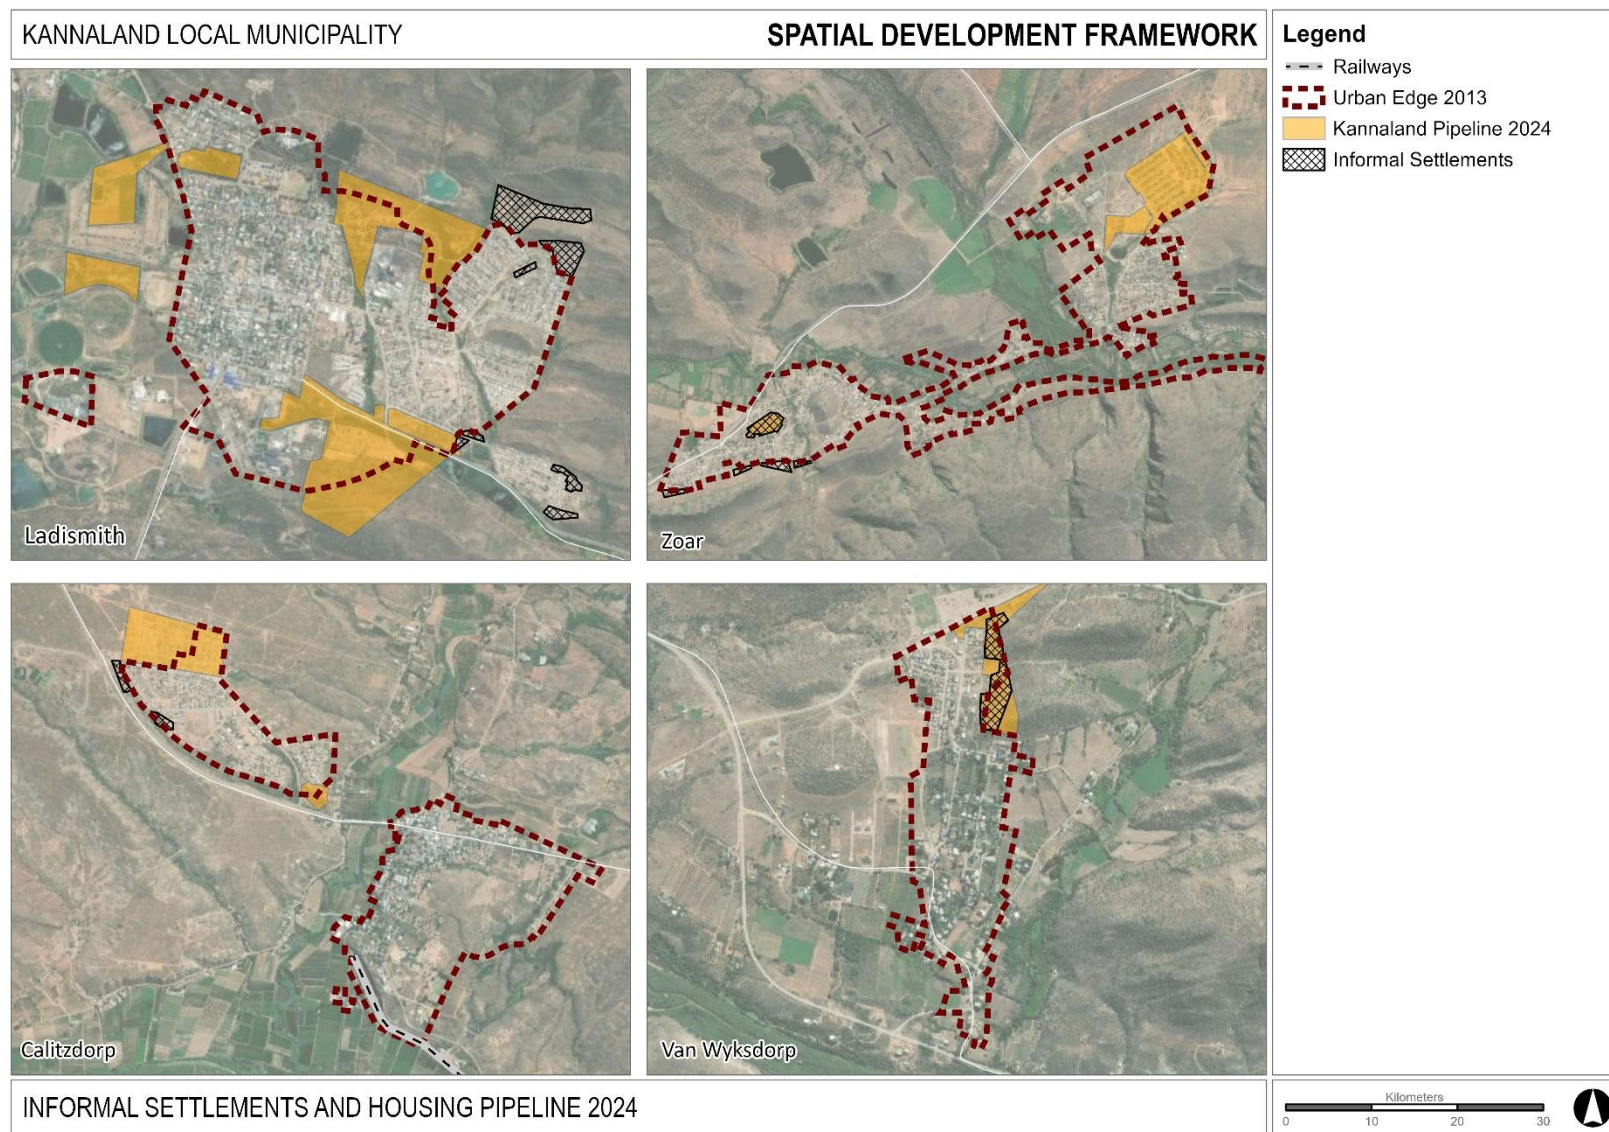 KANNALAND LOCAL MUNICIPALITY
SPATIAL DEVELOPMENT FRAMEWORK
Legend
Railways
Urban Edge 2013
Kannaland Pipeline 2024
Informal Settlements
Ladismith
Zoar
Calitzdorp
Van Wyksdorp
INFORMAL SETTLEMENTS AND HOUSING PIPELINE 2024
Kilometers
0 10 20 30